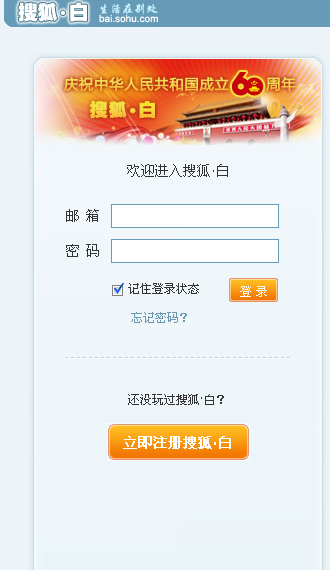 搜狐·白 生活在别处
bai.sohu.com
庆祝中华人民共和国成立60周年
搜狐·白
欢迎进入搜狐·白
邮 箱
密 码
记住登录状态 登 录
忘记密码？
还没玩过搜狐·白？
立即注册搜狐·白